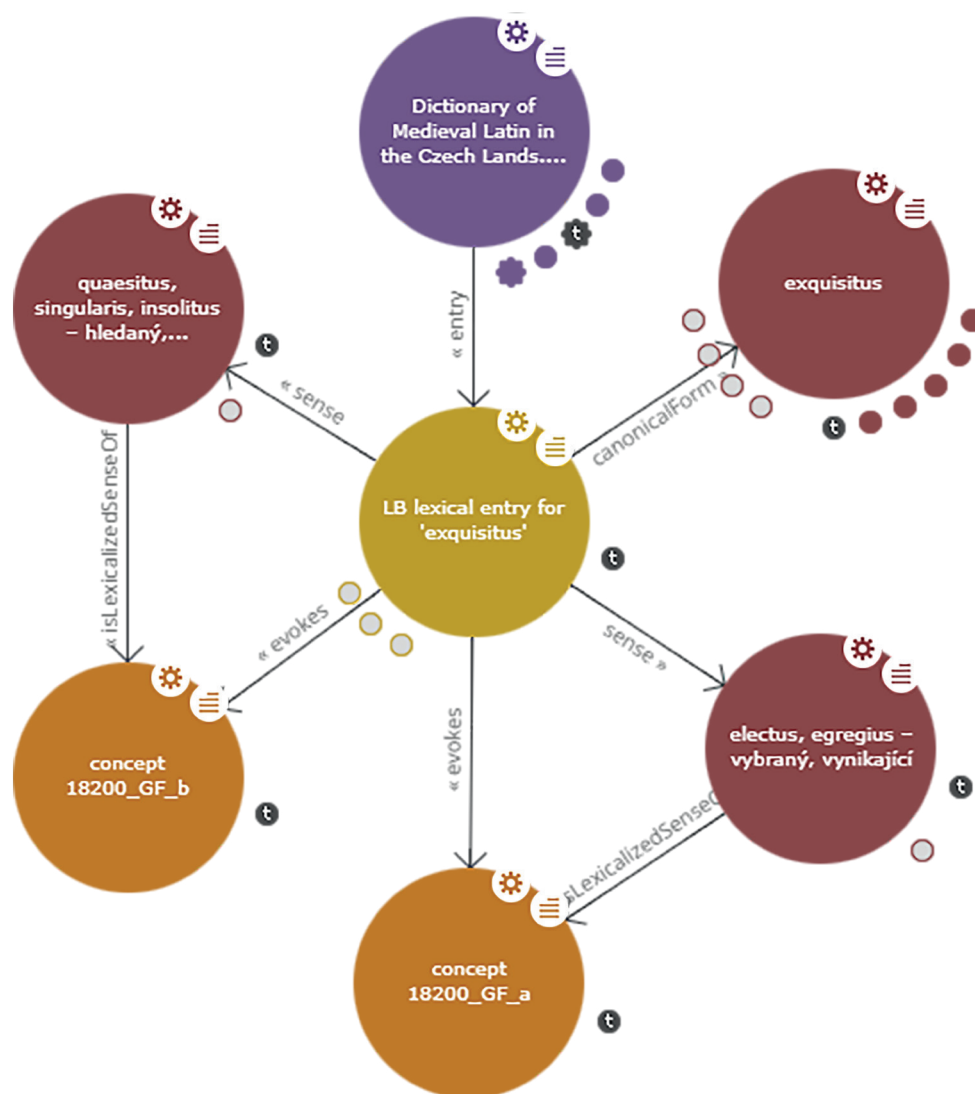 Dictionary of
Medieval Latin in
the Czech Lands....
« entry
quaesitus,
singularis, insolitus
– hledaný,...
exquisitus
« sense
canonicalForm »
LB lexical entry for
'exquisitus'
« isLexicalizedSenseOf
« evokes
« evokes
sense »
concept
18200_GF_b
electus, egregius –
vybraný, vynikající
sLexicalizedSenseO
concept
18200_GF_a
t
t
t
t
t
t
t